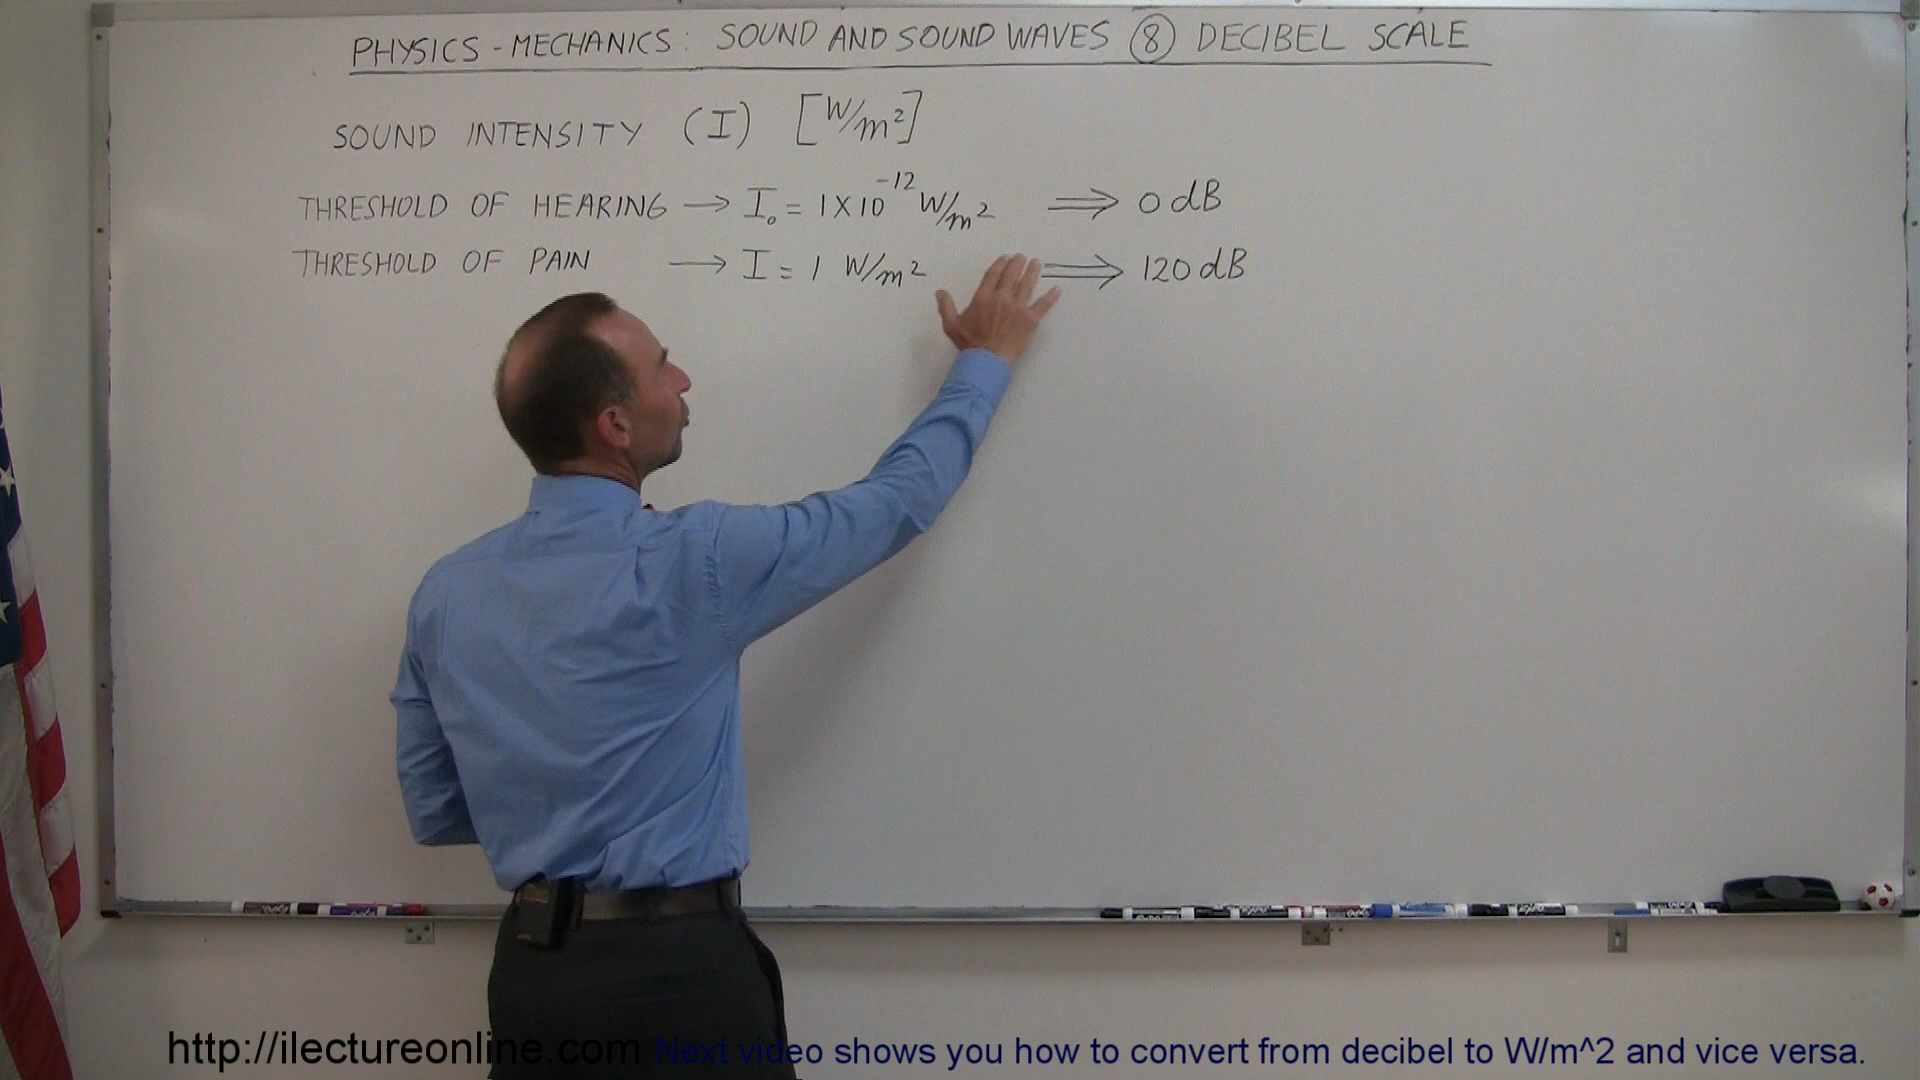 PHYSICS - MECHANICS: SOUND AND SOUND WAVES ⑧ DECIBEL SCALE
SOUND INTENSITY (I) [W/m²]
THRESHOLD OF HEARING → I₀ = 1 X 10⁻¹² W/m² ⟹ 0 dB
THRESHOLD OF PAIN → I = 1 W/m² ⟹ 120 dB
http://ilectureonline.com Next video shows you how to convert from decibel to W/m^2 and vice versa.